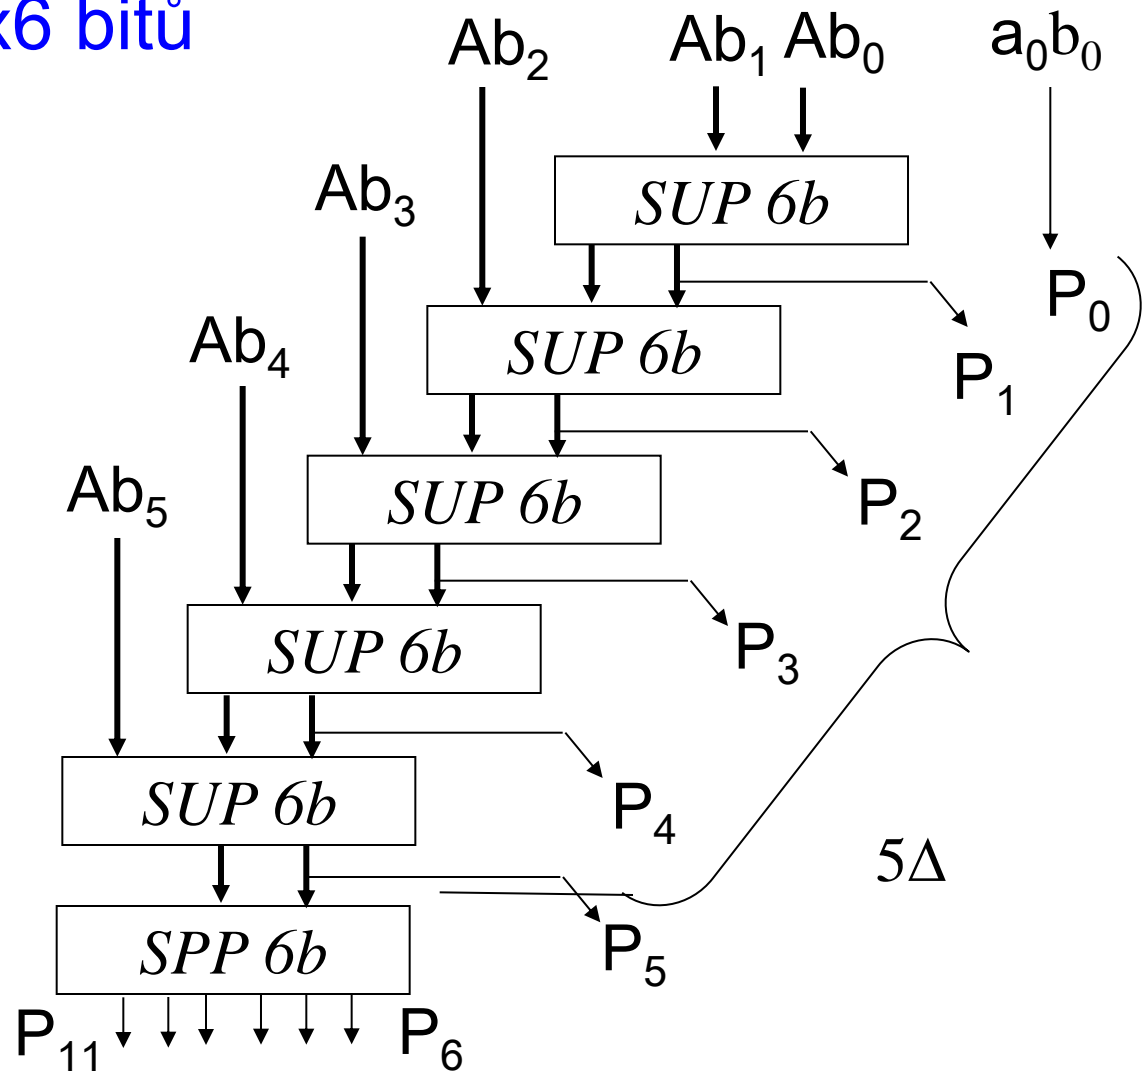 x6 bitů
Ab₂ Ab₁ Ab₀ a₀b₀
SUP 6b
Ab₃
P₀
SUP 6b
Ab₄
P₁
SUP 6b
Ab₅
P₂
SUP 6b
P₃
SUP 6b
P₄
5Δ
SPP 6b
P₅
P₁₁ P₆